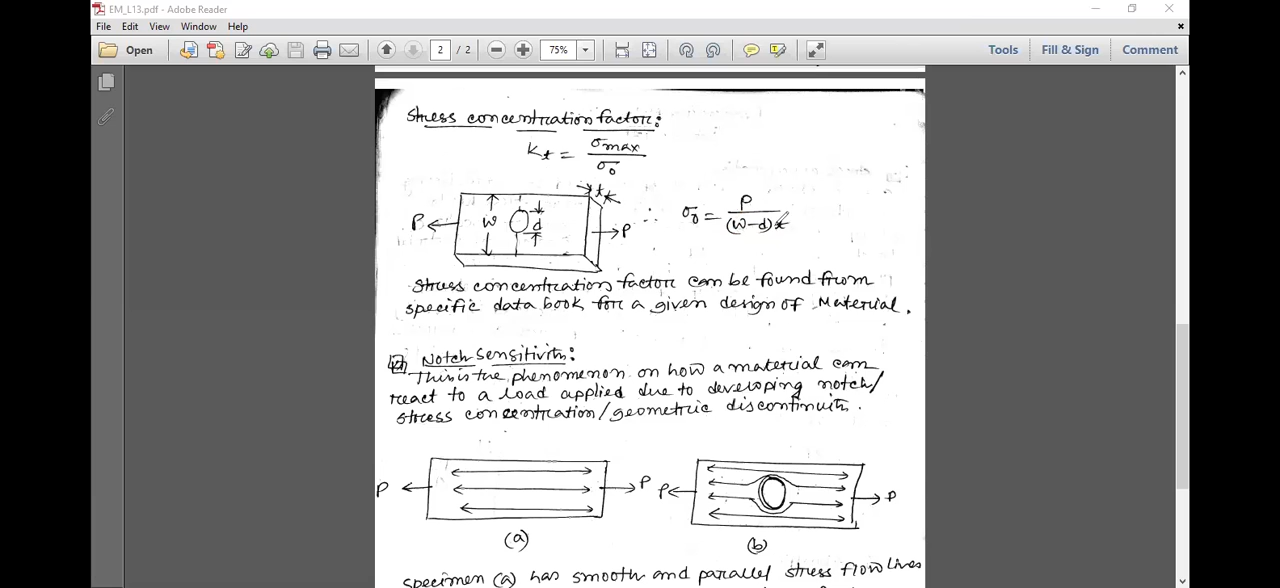 EM_L13.pdf - Adobe Reader
File Edit View Window Help
Open 2 / 2 75% Tools Fill & Sign Comment
Stress concentration factor:
Kt = σmax / σo
t
P W d P ∴ σo = P / (W-d)t
Stress concentration factor can be found from
specific data book for a given design of Material.
Notch Sensitivity:
This is the phenomenon on how a material can
react to a load applied due to developing notch/
stress concentration/geometric discontinuity.
P P P P
(a) (b)
specimen (a) has smooth and parallel stress flow lines